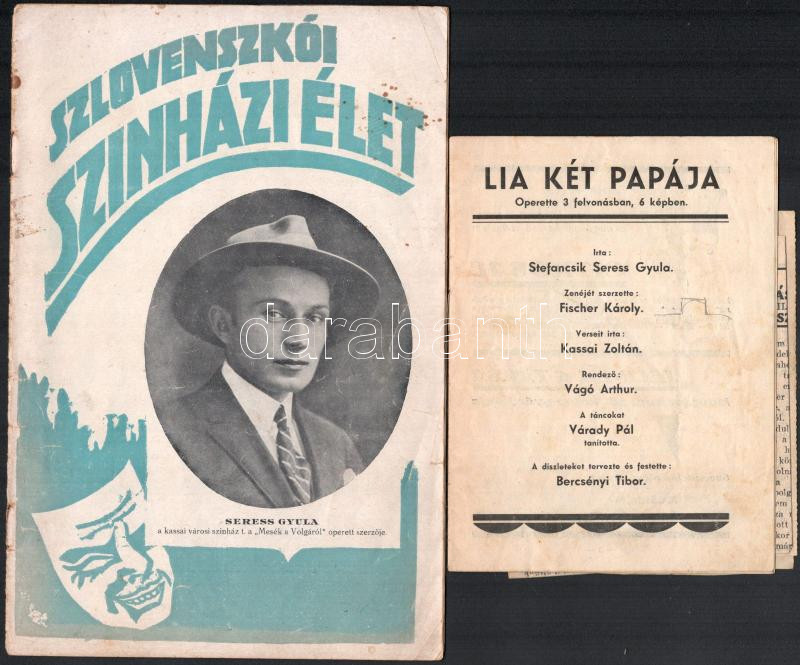 SZLOVENSZKÓI
SZINHÁZI ÉLET
SERESS GYULA
a kassai városi szinház t. a „Mesék a Volgáról" operett szerzője.
LIA KÉT PAPÁJA
Operette 3 felvonásban, 6 képben.
Irta:
Stefancsik Seress Gyula.
Zenéjét szerzette:
Fischer Károly.
Verseit irta:
Kassai Zoltán.
Rendező:
Vágó Arthur.
A táncokat
Várady Pál
tanította.
A diszleteket tervezte és festette:
Bercsényi Tibor.
darabanth